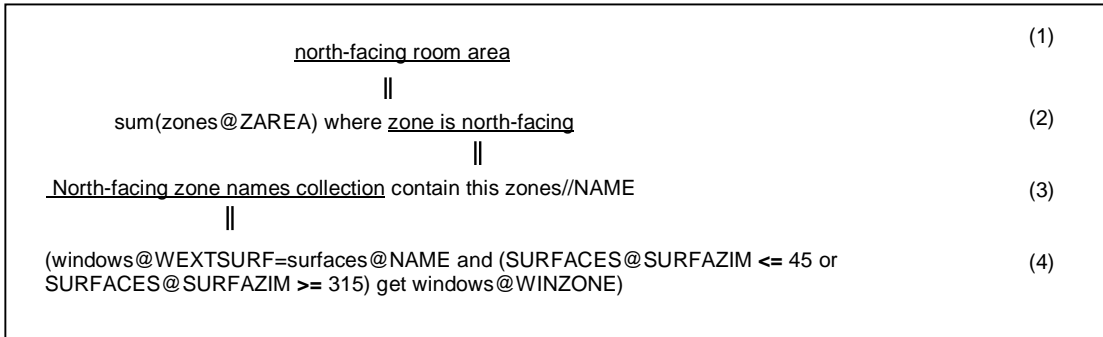 north-facing room area (1)
||
sum(zones@ZAREA) where zone is north-facing (2)
||
North-facing zone names collection contain this zones//NAME (3)
||
(windows@WEXTSURF=surfaces@NAME and (SURFACES@SURFAZIM <= 45 or (4)
SURFACES@SURFAZIM >= 315) get windows@WINZONE)